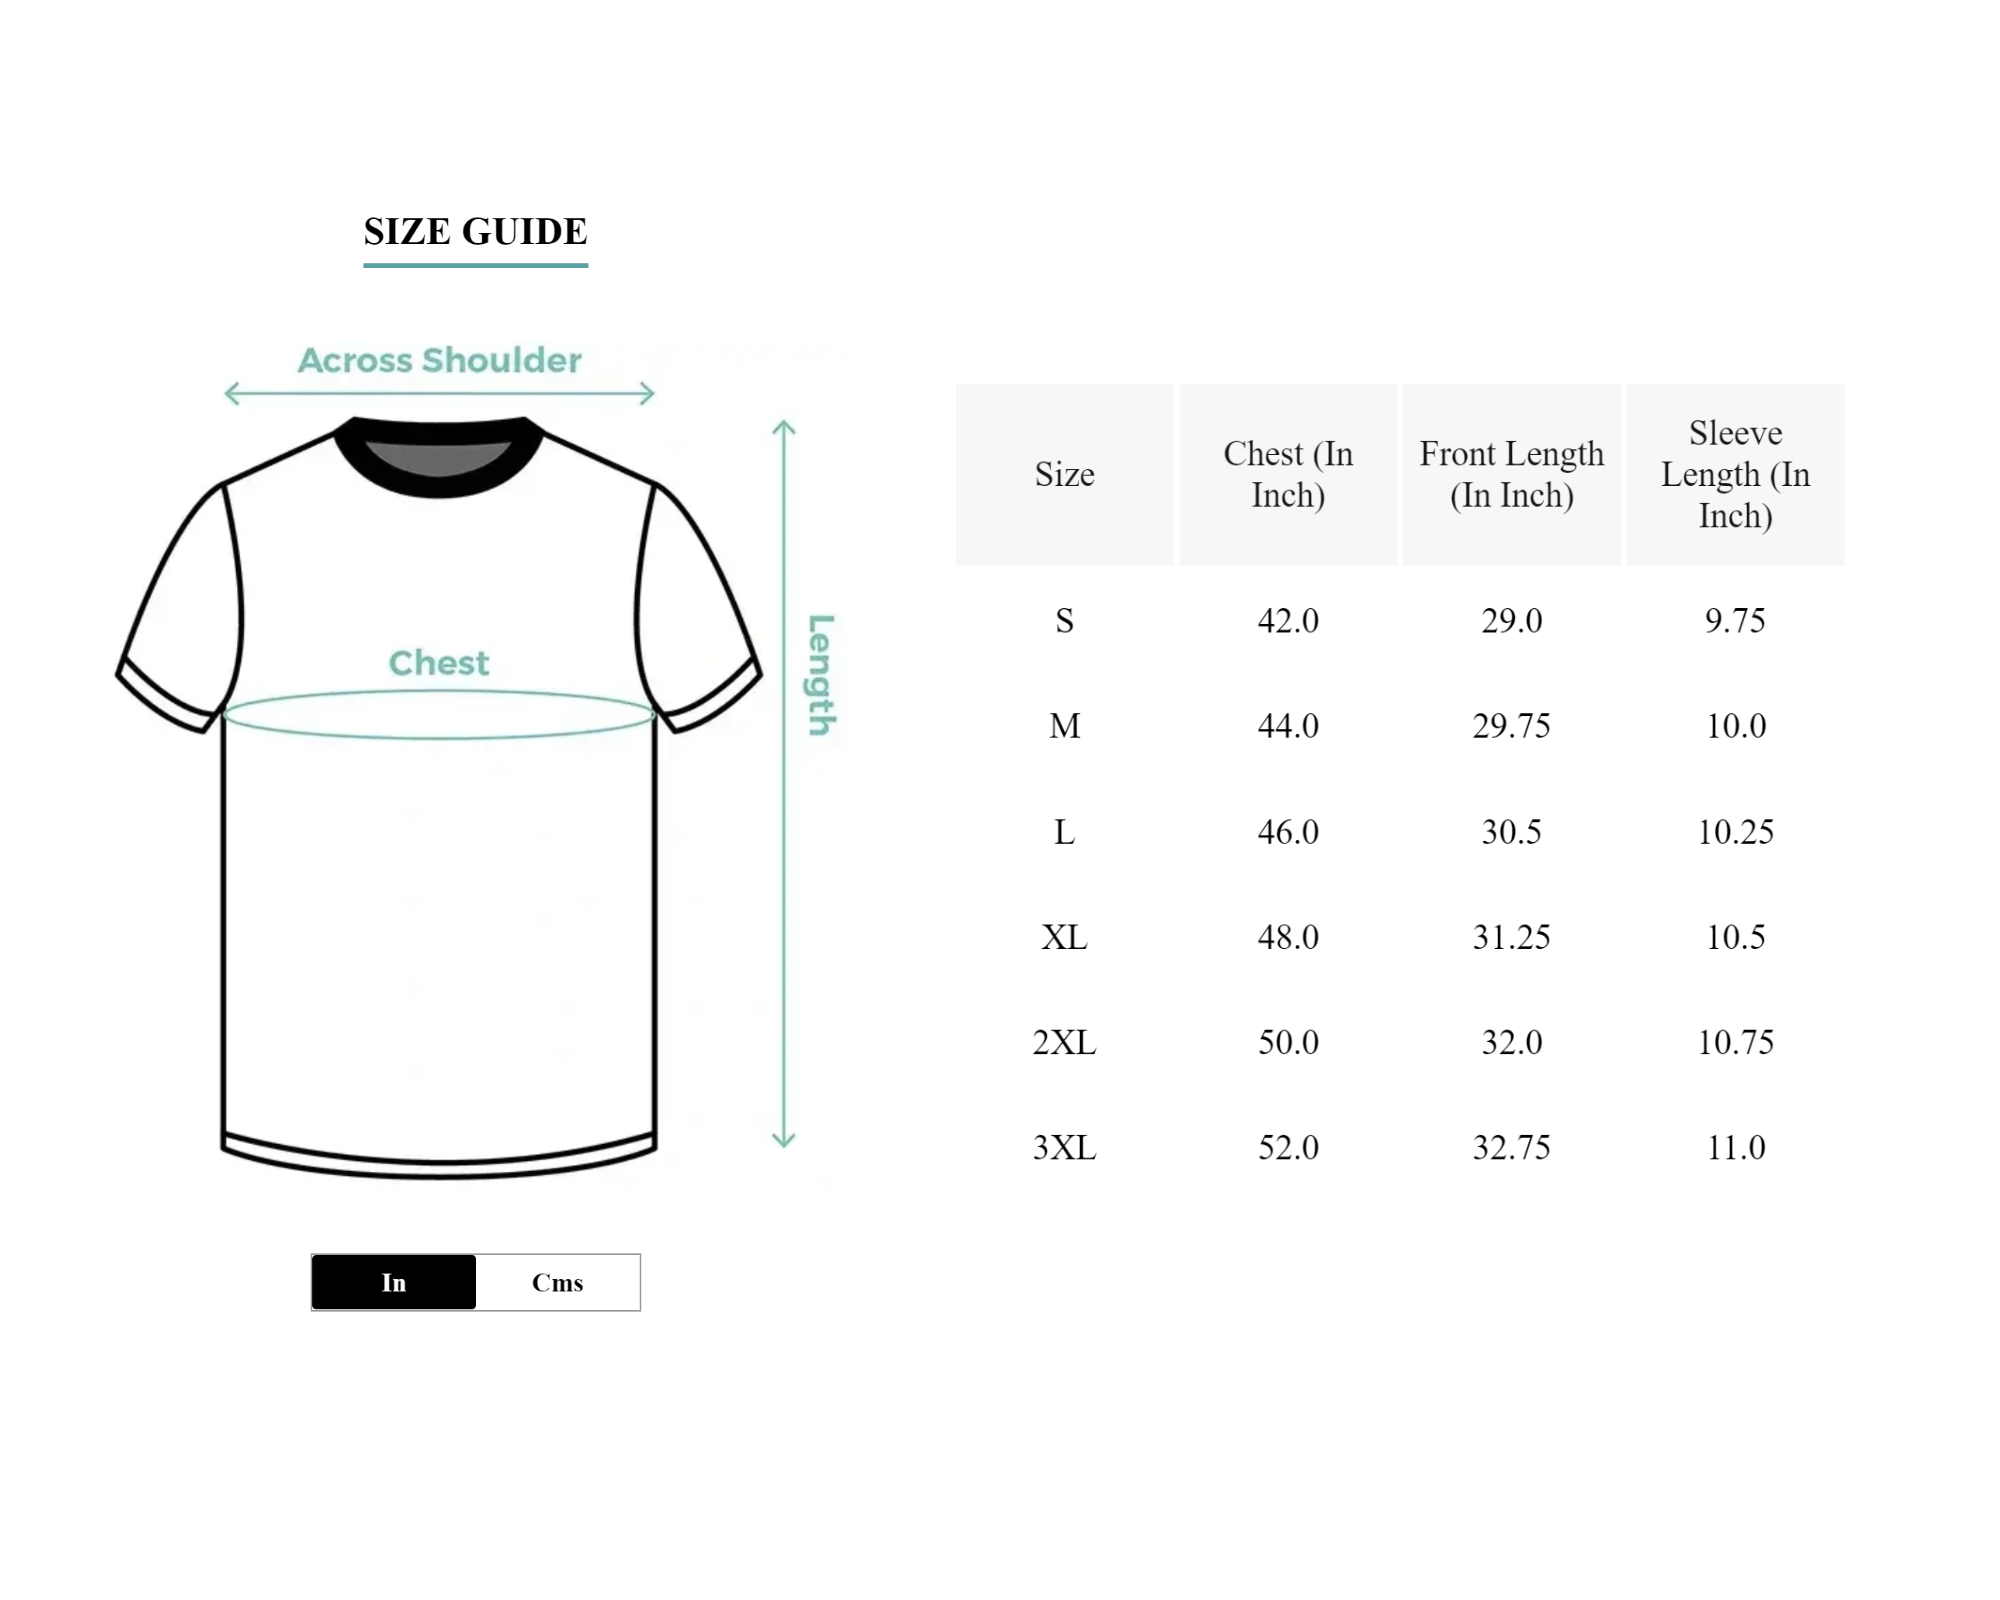 SIZE GUIDE
Across Shoulder
Chest
Length
In
Cms
Size
Chest (In
Inch)
Front Length
(In Inch)
Sleeve
Length (In
Inch)
S 42.0 29.0 9.75
M 44.0 29.75 10.0
L 46.0 30.5 10.25
XL 48.0 31.25 10.5
2XL 50.0 32.0 10.75
3XL 52.0 32.75 11.0